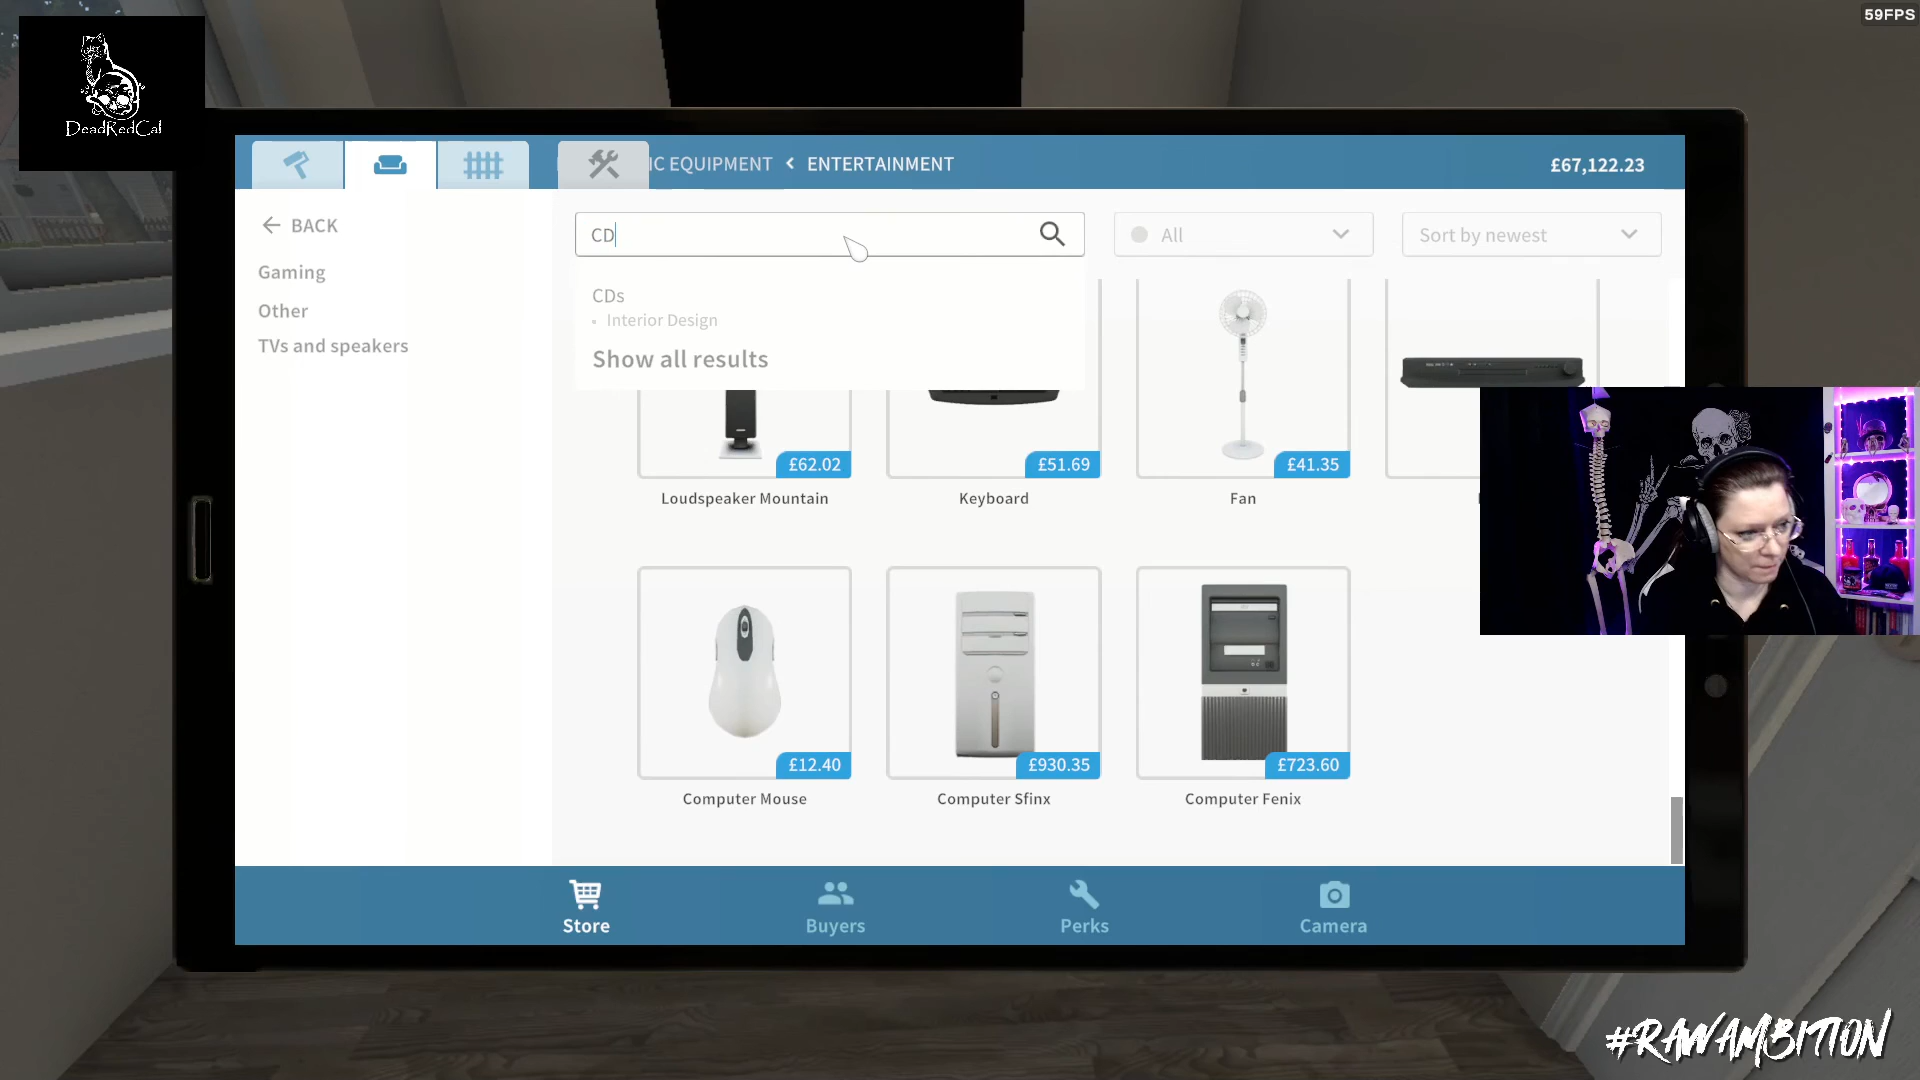 59FPS
DeadRedCal
IC EQUIPMENT < ENTERTAINMENT
£67,122.23
BACK
Gaming
Other
TVs and speakers
CD
All
Sort by newest
CDs
Interior Design
Show all results
£62.02
£51.69
£41.35
Loudspeaker Mountain
Keyboard
Fan
£12.40
£930.35
£723.60
Computer Mouse
Computer Sfinx
Computer Fenix
Store
Buyers
Perks
Camera
#RAWAMBITION